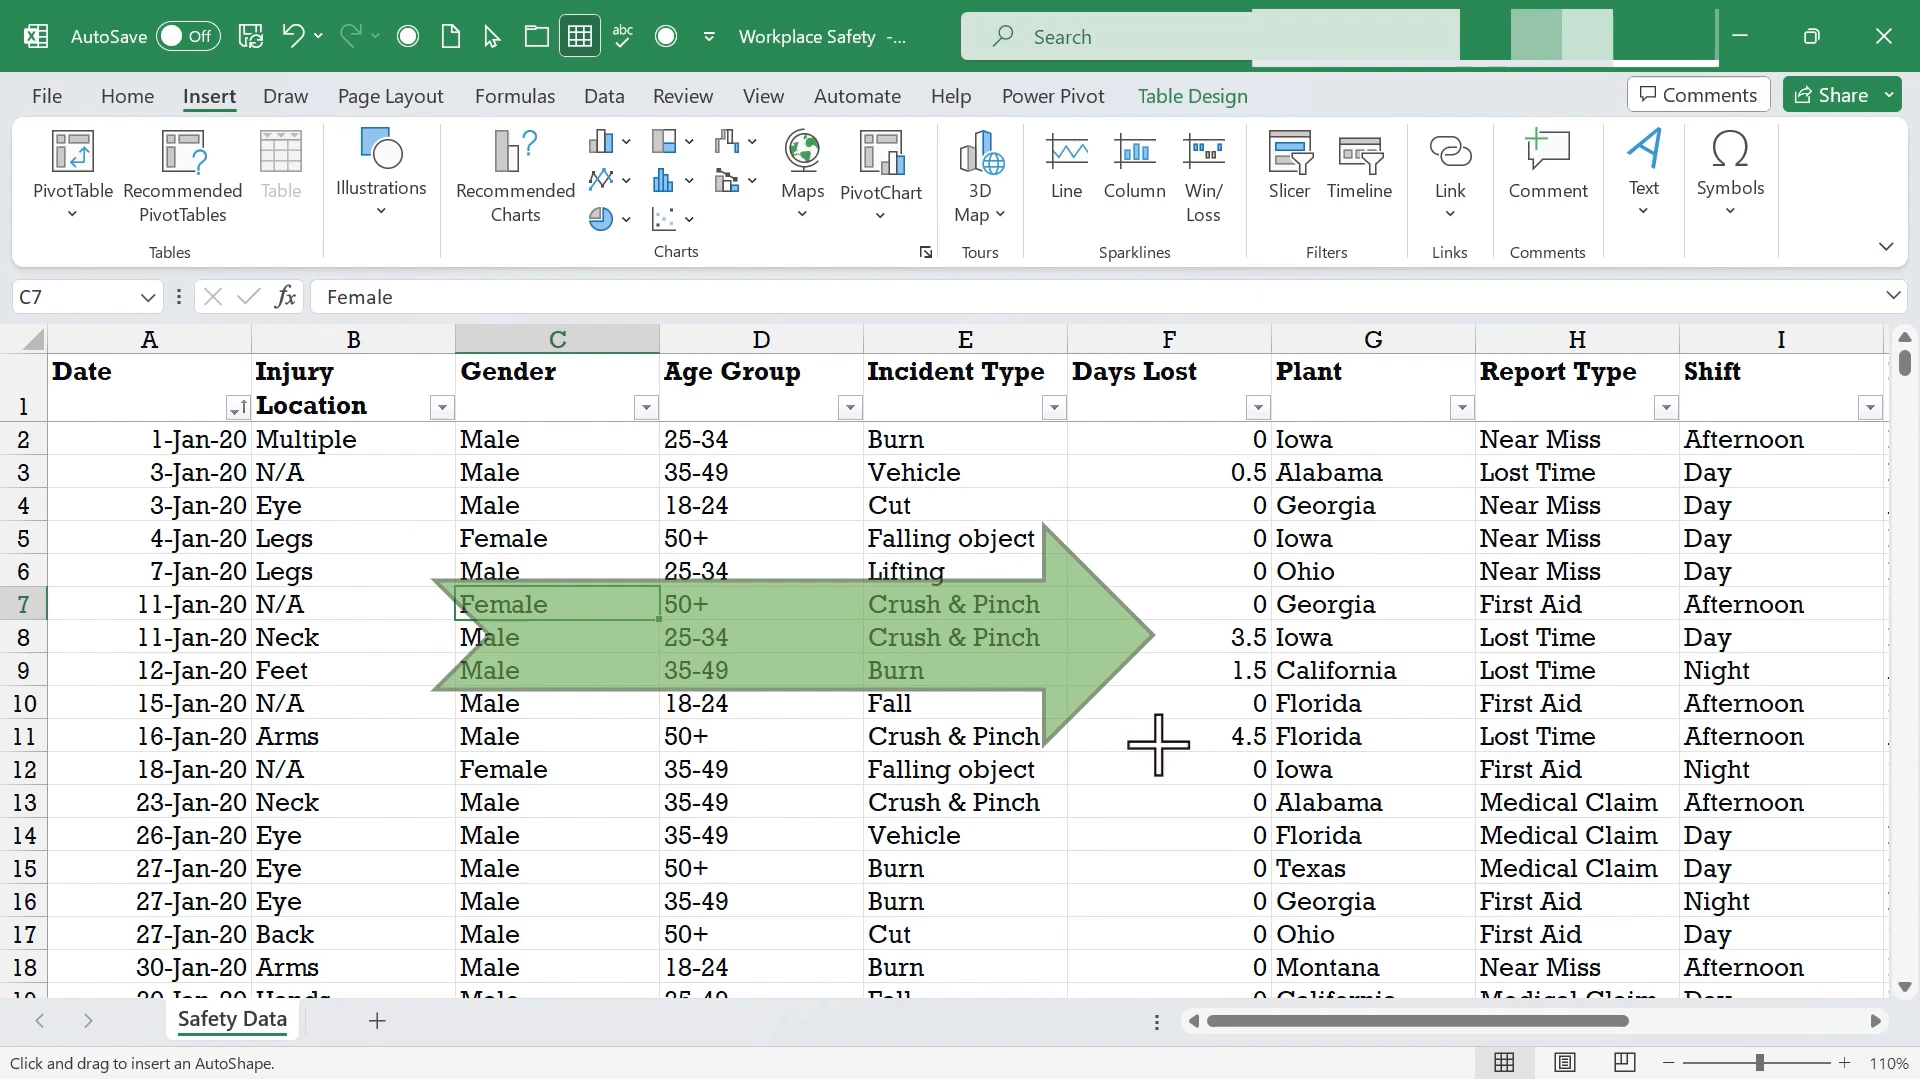 AutoSave Off abc Workplace Safety -... Search
File Home Insert Draw Page Layout Formulas Data Review View Automate Help Power Pivot Table Design Comments Share
PivotTable Recommended PivotTables Table Illustrations Recommended Charts Maps PivotChart 3D Map Line Column Win/Loss Slicer Timeline Link Comment Text Symbols
Tables Charts Tours Sparklines Filters Links Comments
C7 fx Female
A B C D E F G H I
1 Date Injury Location Gender Age Group Incident Type Days Lost Plant Report Type Shift
2 1-Jan-20 Multiple Male 25-34 Burn 0 Iowa Near Miss Afternoon
3 3-Jan-20 N/A Male 35-49 Vehicle 0.5 Alabama Lost Time Day
4 3-Jan-20 Eye Male 18-24 Cut 0 Georgia Near Miss Day
5 4-Jan-20 Legs Female 50+ Falling object 0 Iowa Near Miss Day
6 7-Jan-20 Legs Male 25-34 Lifting 0 Ohio Near Miss Day
7 11-Jan-20 N/A Female 50+ Crush & Pinch 0 Georgia First Aid Afternoon
8 11-Jan-20 Neck Male 25-34 Crush & Pinch 3.5 Iowa Lost Time Day
9 12-Jan-20 Feet Male 35-49 Burn 1.5 California Lost Time Night
10 15-Jan-20 N/A Male 18-24 Fall 0 Florida First Aid Afternoon
11 16-Jan-20 Arms Male 50+ Crush & Pinch 4.5 Florida Lost Time Afternoon
12 18-Jan-20 N/A Female 35-49 Falling object 0 Iowa First Aid Night
13 23-Jan-20 Neck Male 35-49 Crush & Pinch 0 Alabama Medical Claim Afternoon
14 26-Jan-20 Eye Male 35-49 Vehicle 0 Florida Medical Claim Day
15 27-Jan-20 Eye Male 50+ Burn 0 Texas Medical Claim Day
16 27-Jan-20 Eye Male 35-49 Burn 0 Georgia First Aid Night
17 27-Jan-20 Back Male 50+ Cut 0 Ohio First Aid Day
18 30-Jan-20 Arms Male 18-24 Burn 0 Montana Near Miss Afternoon
Safety Data
Click and drag to insert an AutoShape. 110%